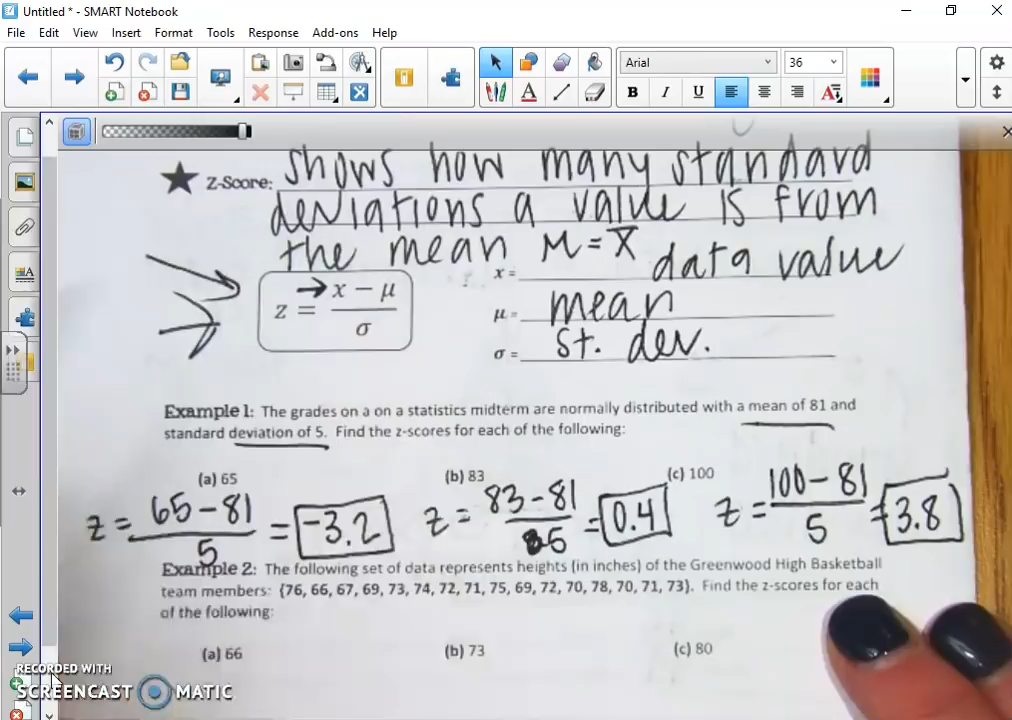 Untitled * - SMART Notebook
File Edit View Insert Format Tools Response Add-ons Help
Arial 36
B I U A
★ Z-Score: shows how many standard
deviations a value is from
the mean μ = x̄
x = data value
z = → x − μ / σ
μ = mean
σ = st. dev.
Example 1: The grades on a on a statistics midterm are normally distributed with a mean of 81 and
standard deviation of 5. Find the z-scores for each of the following:
(a) 65 (b) 83 (c) 100
z = 65 − 81 / 5 = -3.2 z = 83 − 81 / 5 = 0.4 z = 100 − 81 / 5 = 3.8
Example 2: The following set of data represents heights (in inches) of the Greenwood High Basketball
team members: {76, 66, 67, 69, 73, 74, 72, 71, 75, 69, 72, 70, 78, 70, 71, 73}. Find the z-scores for each
of the following:
(a) 66 (b) 73 (c) 80
RECORDED WITH
SCREENCAST MATIC